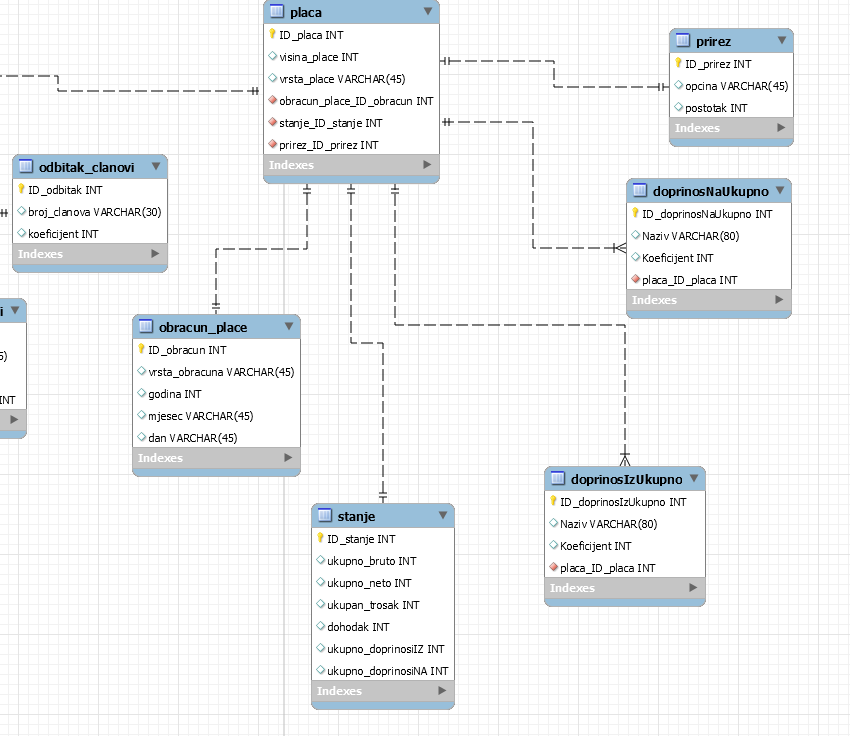 placa
ID_placa INT
visina_place INT
vrsta_place VARCHAR(45)
obracun_place_ID_obracun INT
stanje_ID_stanje INT
prirez_ID_prirez INT
Indexes
prirez
ID_prirez INT
opcina VARCHAR(45)
postotak INT
Indexes
odbitak_clanovi
ID_odbitak INT
broj_clanova VARCHAR(30)
koeficijent INT
Indexes
doprinosNaUkupno
ID_doprinosNaUkupno INT
Naziv VARCHAR(80)
Koeficijent INT
placa_ID_placa INT
Indexes
i
5)
INT
obracun_place
ID_obracun INT
vrsta_obracuna VARCHAR(45)
godina INT
mjesec VARCHAR(45)
dan VARCHAR(45)
Indexes
doprinosIzUkupno
ID_doprinosIzUkupno INT
Naziv VARCHAR(80)
Koeficijent INT
placa_ID_placa INT
Indexes
stanje
ID_stanje INT
ukupno_bruto INT
ukupno_neto INT
ukupan_trosak INT
dohodak INT
ukupno_doprinosiIZ INT
ukupno_doprinosiNA INT
Indexes